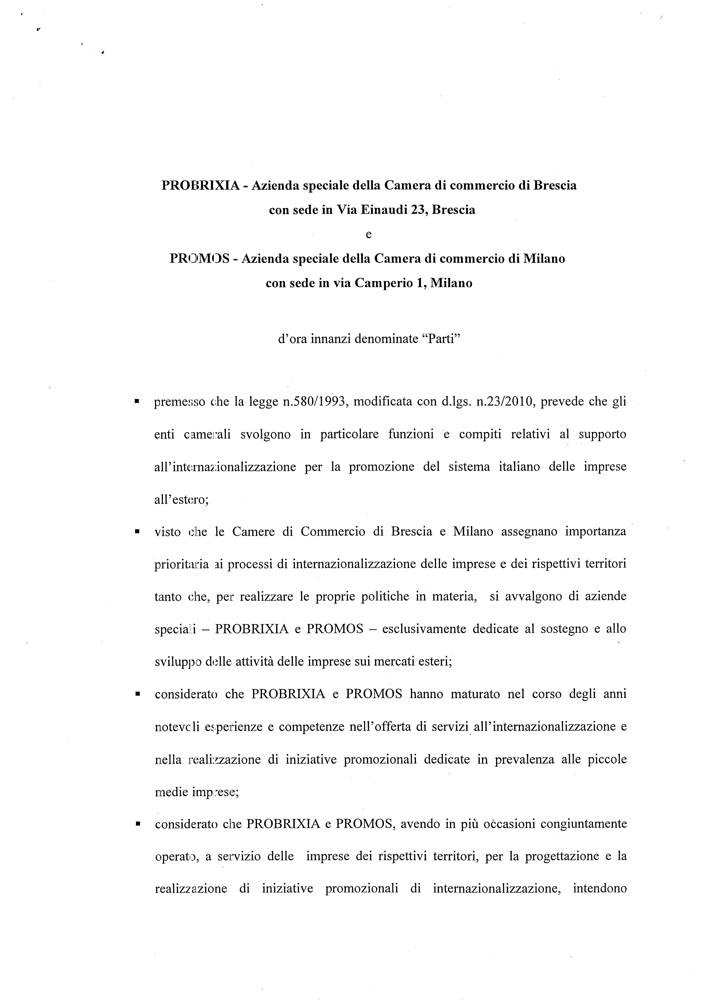 PROBRIXIA - Azienda speciale della Camera di commercio di Brescia
con sede in Via Einaudi 23, Brescia
e
PROMOS - Azienda speciale della Camera di commercio di Milano
con sede in via Camperio 1, Milano
d'ora innanzi denominate “Parti”
▪ premesso che la legge n.580/1993, modificata con d.lgs. n.23/2010, prevede che gli
enti camerali svolgono in particolare funzioni e compiti relativi al supporto
all'internazionalizzazione per la promozione del sistema italiano delle imprese
all'estero;
▪ visto che le Camere di Commercio di Brescia e Milano assegnano importanza
prioritaria ai processi di internazionalizzazione delle imprese e dei rispettivi territori
tanto che, per realizzare le proprie politiche in materia, si avvalgono di aziende
speciali – PROBRIXIA e PROMOS – esclusivamente dedicate al sostegno e allo
sviluppo delle attività delle imprese sui mercati esteri;
▪ considerato che PROBRIXIA e PROMOS hanno maturato nel corso degli anni
notevoli esperienze e competenze nell'offerta di servizi all'internazionalizzazione e
nella realizzazione di iniziative promozionali dedicate in prevalenza alle piccole
medie imprese;
▪ considerato che PROBRIXIA e PROMOS, avendo in più occasioni congiuntamente
operato, a servizio delle imprese dei rispettivi territori, per la progettazione e la
realizzazione di iniziative promozionali di internazionalizzazione, intendono